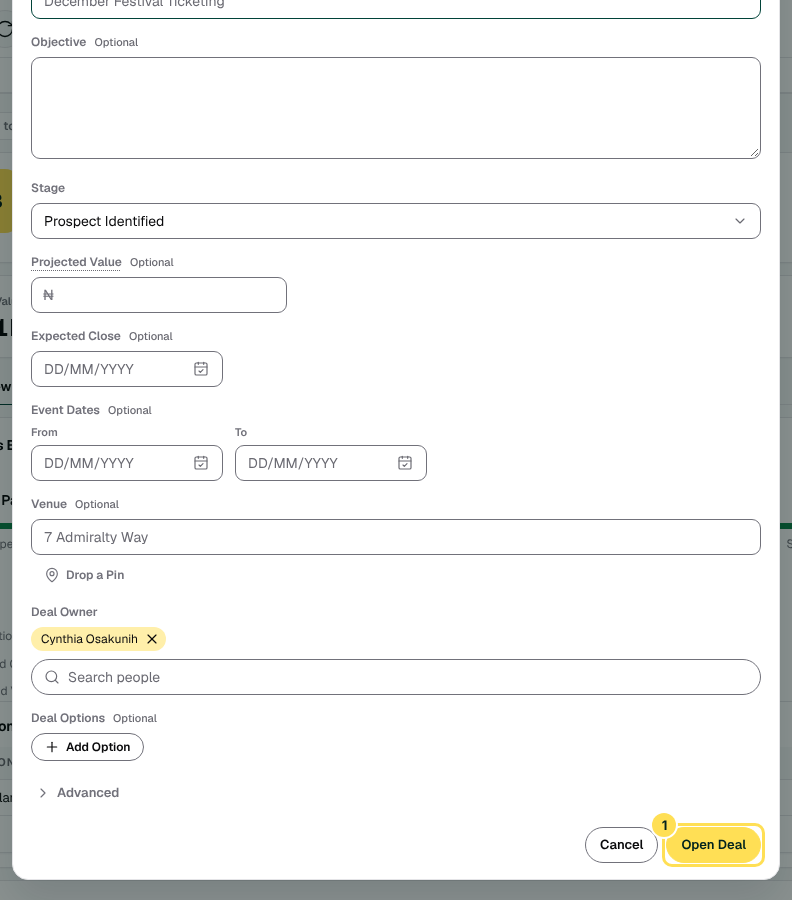 December Festival Ticketing
Objective Optional
Stage
Prospect Identified
Projected Value Optional
₦
Expected Close Optional
DD/MM/YYYY
Event Dates Optional
From To
DD/MM/YYYY DD/MM/YYYY
Venue Optional
7 Admiralty Way
Drop a Pin
Deal Owner
Cynthia Osakunih
Search people
Deal Options Optional
Add Option
Advanced
1
Cancel Open Deal